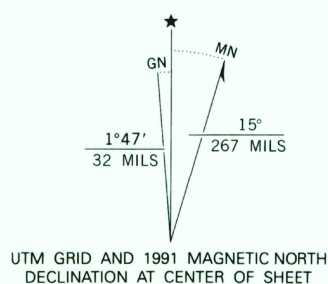 ★
GN
MN
1°47′
32 MILS
15°
267 MILS
UTM GRID AND 1991 MAGNETIC NORTH
DECLINATION AT CENTER OF SHEET